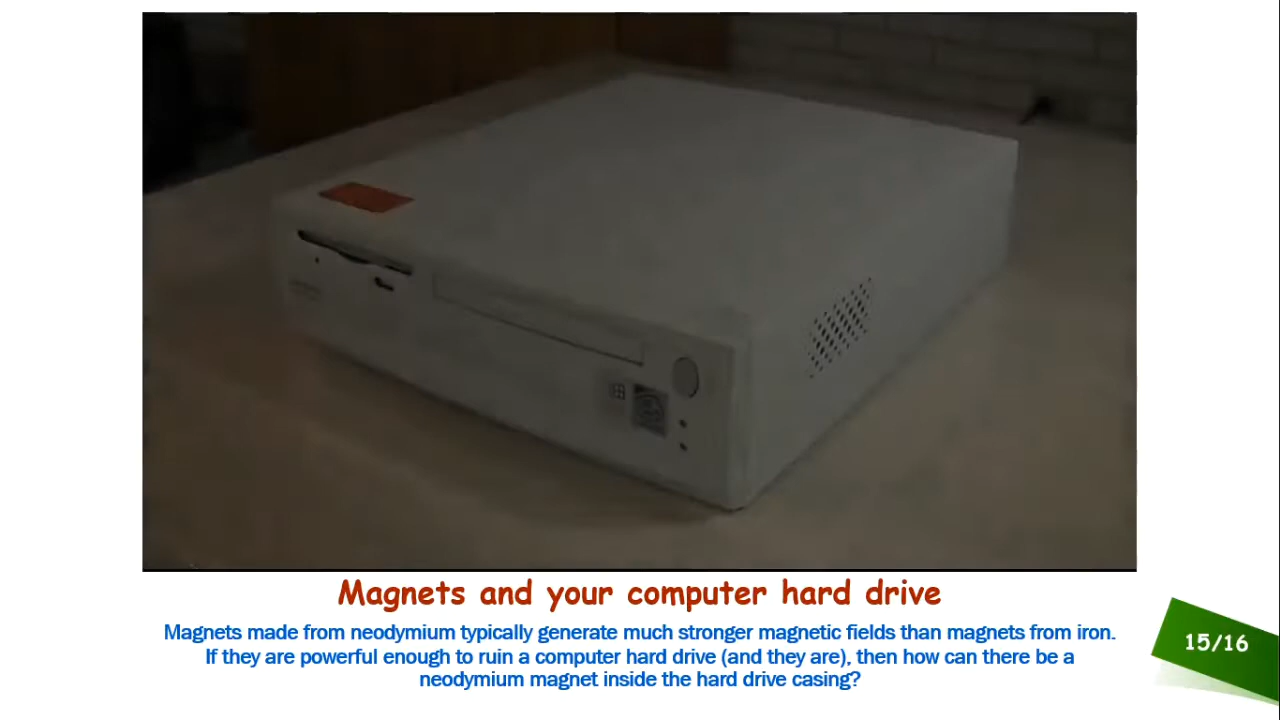 Magnets and your computer hard drive
Magnets made from neodymium typically generate much stronger magnetic fields than magnets from iron.
If they are powerful enough to ruin a computer hard drive (and they are), then how can there be a
neodymium magnet inside the hard drive casing?
15/16